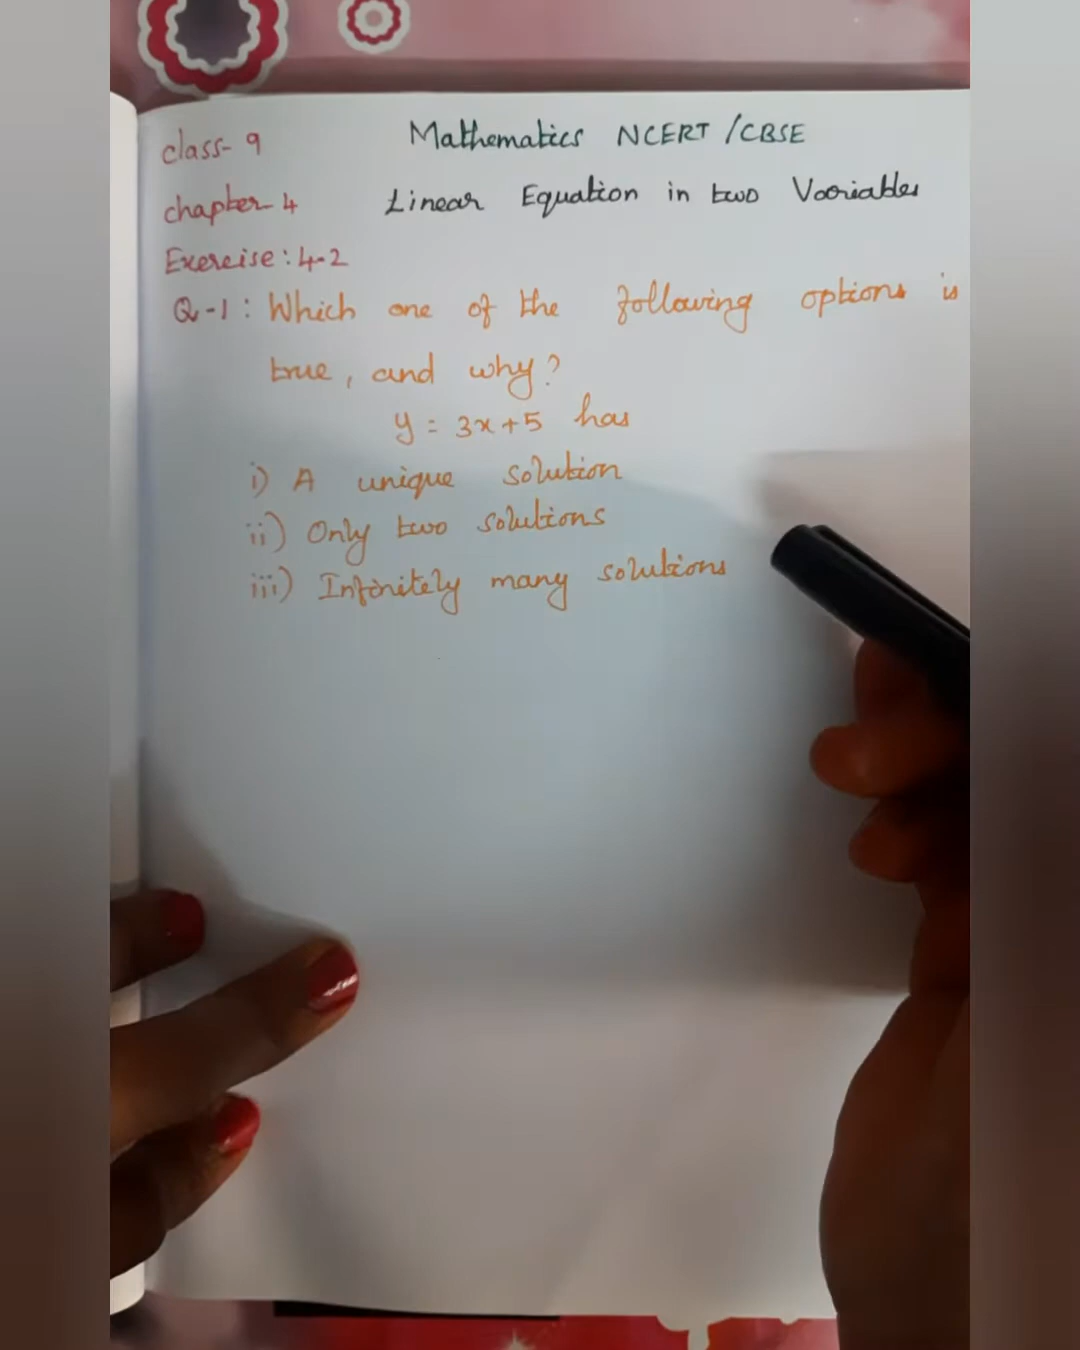 class-9 Mathematics NCERT/CBSE
chapter-4 Linear Equation in two Variables
Exercise: 4.2
Q-1: Which one of the following options is
true, and why?
y = 3x+5 has
i) A unique solution
ii) Only two solutions
iii) Infinitely many solutions